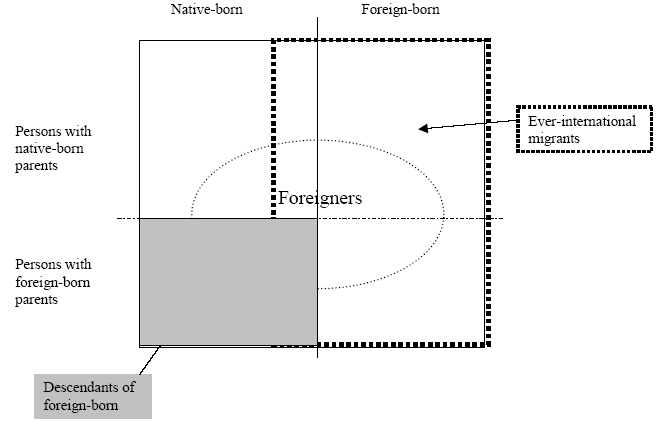 Native-born
Foreign-born
Persons with
native-born
parents
Ever-international
migrants
Foreigners
Persons with
foreign-born
parents
Descendants of
foreign-born